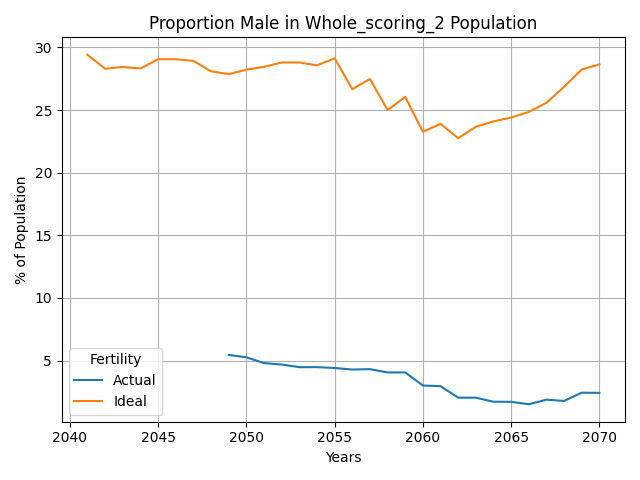 Proportion Male in Whole_scoring_2 Population
30
25
20
15
10
5
% of Population
Fertility
Actual
Ideal
2040 2045 2050 2055 2060 2065 2070
Years